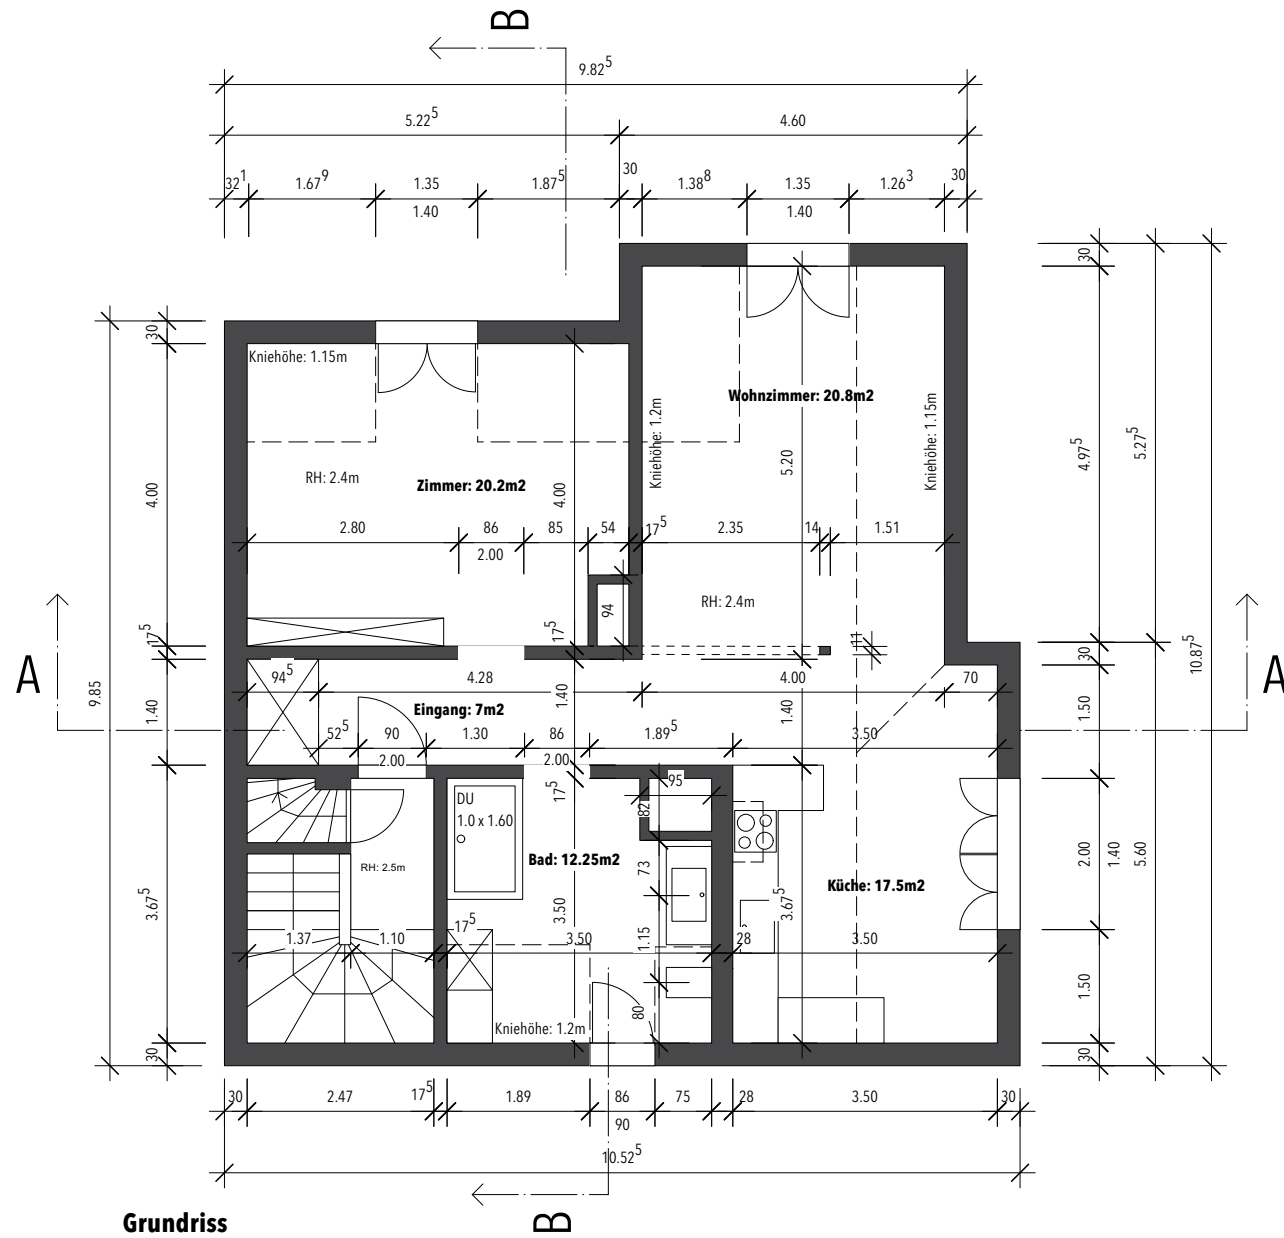 B
9.82⁵
5.22⁵ 4.60
32¹ 1.67⁹ 1.35 1.87⁵ 30 1.38⁸ 1.35 1.26³ 30
1.40 1.40
30
Kniehöhe: 1.15m
Wohnzimmer: 20.8m2
Kniehöhe: 1.2m
Kniehöhe: 1.15m
5.20
RH: 2.4m
Zimmer: 20.2m2
4.00
4.00
30
4.97⁵
5.27⁵
2.80 86 85 54 17⁵ 2.35 14 1.51
2.00
94
RH: 2.4m
17⁵
17⁵
11
30
10.87⁵
A
A
9.85
94⁵ 4.28 4.00 70
1.40
1.40
1.40
1.50
Eingang: 7m2
52⁵ 90 1.30 86 1.89⁵ 3.50
2.00 2.00
17⁵
95
82
DU
1.0 x 1.60
RH: 2.5m
Bad: 12.25m2
73
Küche: 17.5m2
2.00
1.40
5.60
3.67⁵
3.50
3.67⁵
17⁵
1.15
1.37 1.10 3.50 28 3.50
1.50
80
Kniehöhe: 1.2m
30
30
30 2.47 17⁵ 1.89 86 75 28 3.50 30
90
10.52⁵
B
Grundriss